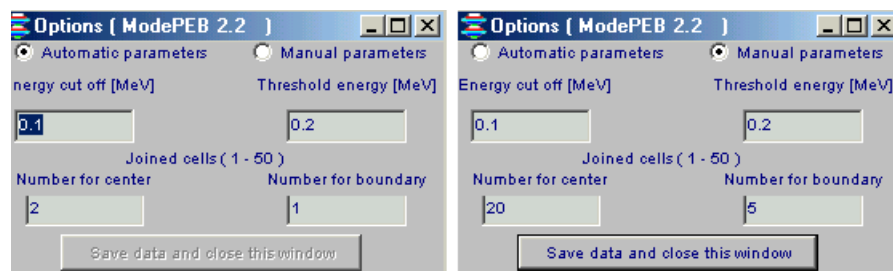 Options ( ModePEB 2.2 )
Automatic parameters Manual parameters
nergy cut off [MeV] Threshold energy [MeV]
0.1 0.2
Joined cells ( 1 - 50 )
Number for center Number for boundary
2 1
Save data and close this window
Options ( ModePEB 2.2 )
Automatic parameters Manual parameters
Energy cut off [MeV] Threshold energy [MeV]
0.1 0.2
Joined cells ( 1 - 50 )
Number for center Number for boundary
20 5
Save data and close this window